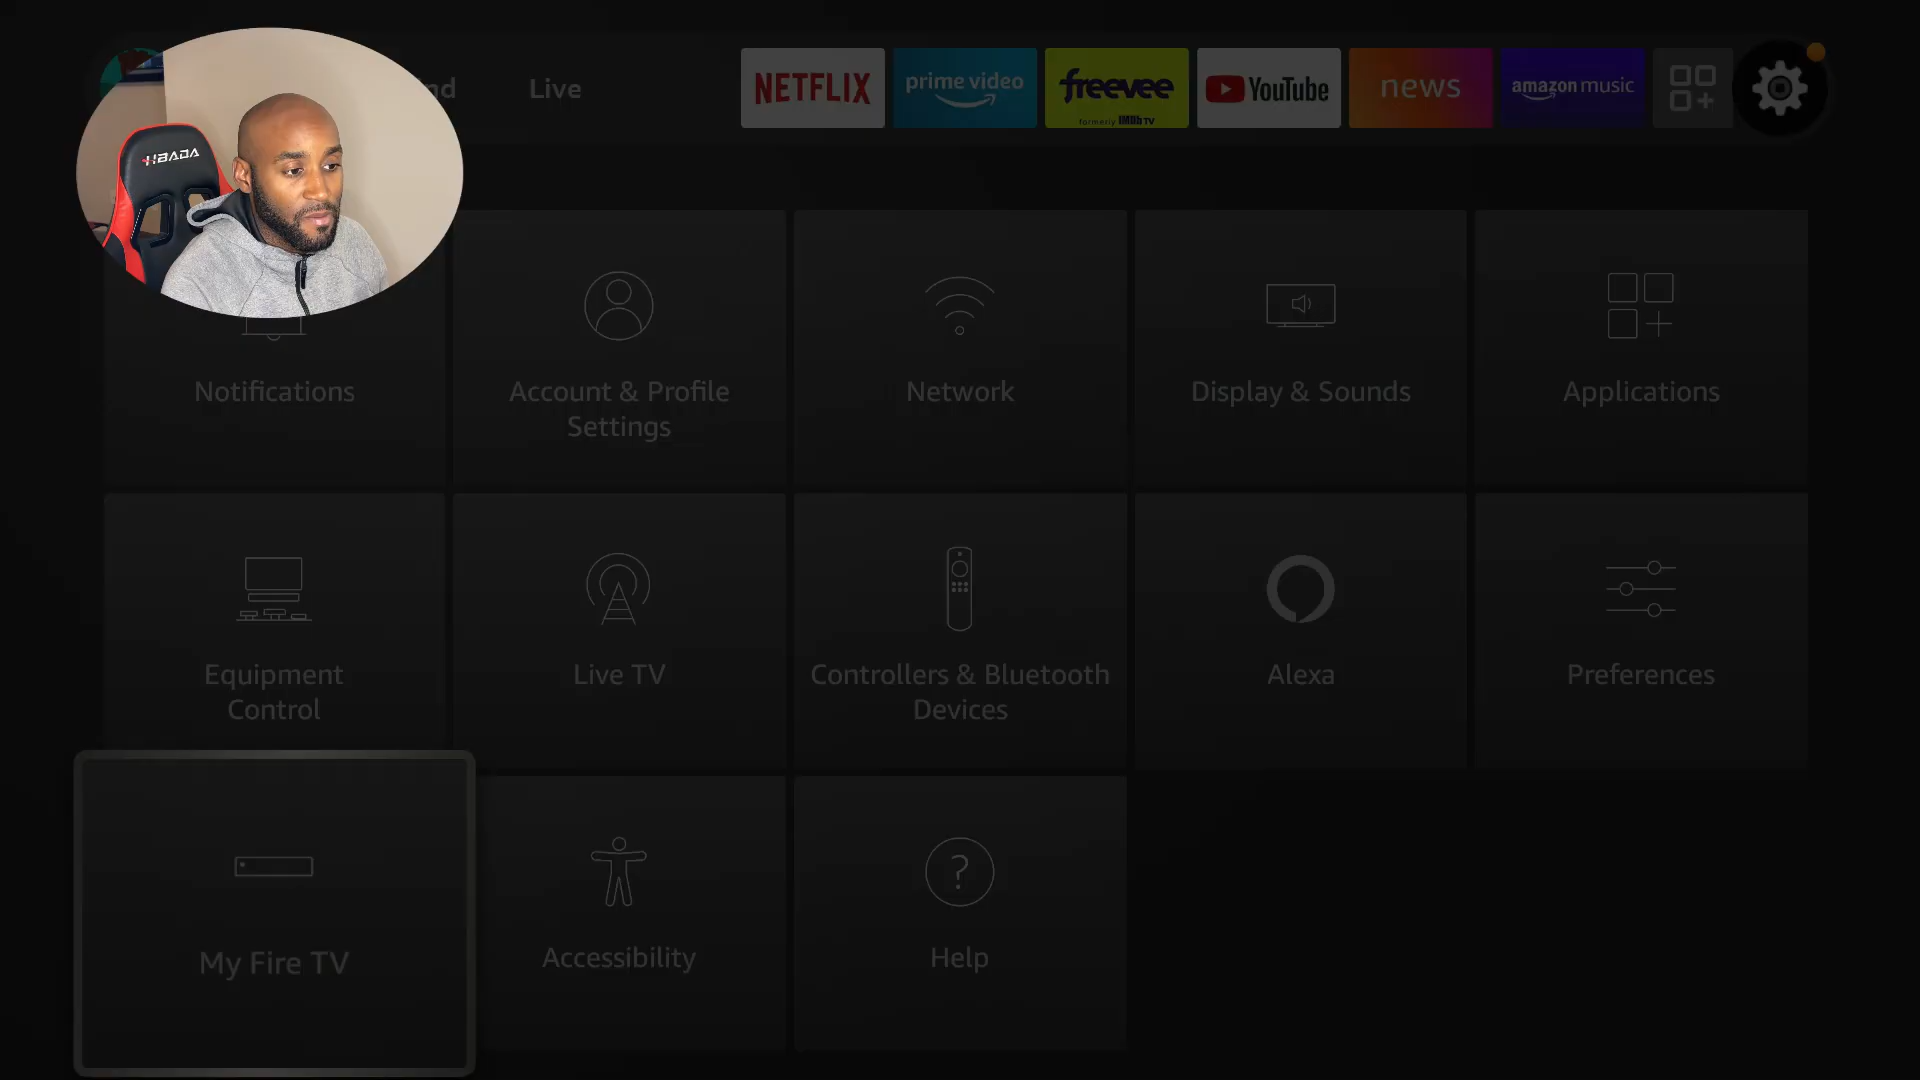 nd
Live
NETFLIX
prime video
freevee
formerly IMDb TV
YouTube
news
amazon music
HBADA
Notifications
Account & Profile
Settings
Network
Display & Sounds
Applications
Equipment
Control
Live TV
Controllers & Bluetooth
Devices
Alexa
Preferences
My Fire TV
Accessibility
?
Help